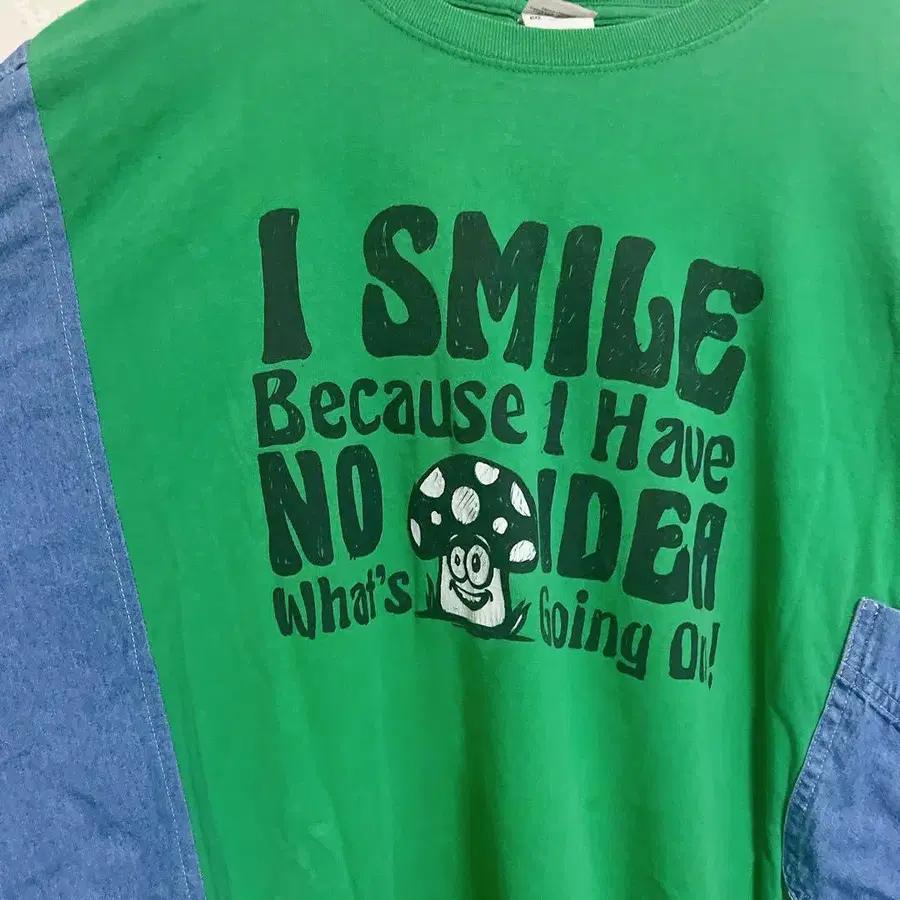 I SMILE
Because I Have
NO IDEA
What's Going On!